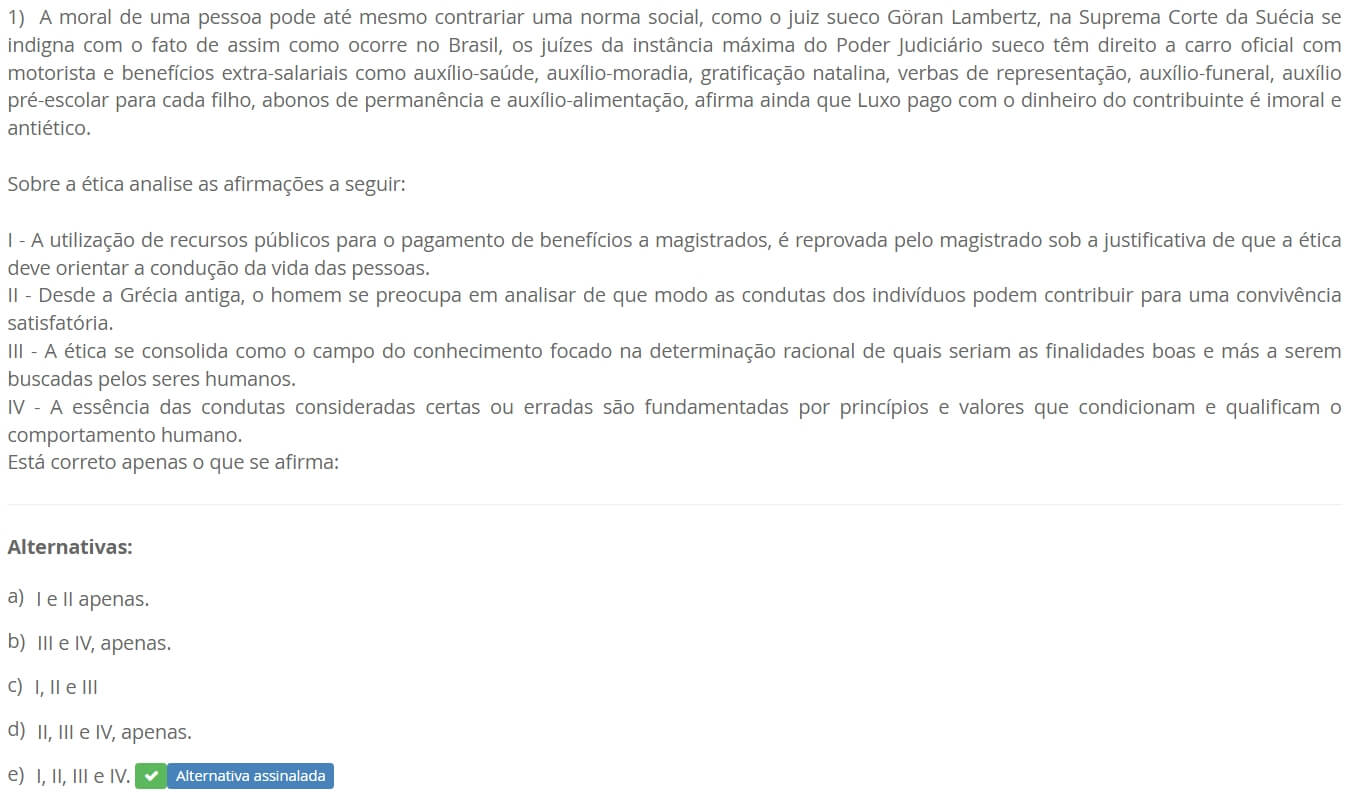 1) A moral de uma pessoa pode até mesmo contrariar uma norma social, como o juiz sueco Göran Lambertz, na Suprema Corte da Suécia se
indigna com o fato de assim como ocorre no Brasil, os juízes da instância máxima do Poder Judiciário sueco têm direito a carro oficial com
motorista e benefícios extra-salariais como auxílio-saúde, auxílio-moradia, gratificação natalina, verbas de representação, auxílio-funeral, auxílio
pré-escolar para cada filho, abonos de permanência e auxílio-alimentação, afirma ainda que Luxo pago com o dinheiro do contribuinte é imoral e
antiético.
Sobre a ética analise as afirmações a seguir:
I - A utilização de recursos públicos para o pagamento de benefícios a magistrados, é reprovada pelo magistrado sob a justificativa de que a ética
deve orientar a condução da vida das pessoas.
II - Desde a Grécia antiga, o homem se preocupa em analisar de que modo as condutas dos indivíduos podem contribuir para uma convivência
satisfatória.
III - A ética se consolida como o campo do conhecimento focado na determinação racional de quais seriam as finalidades boas e más a serem
buscadas pelos seres humanos.
IV - A essência das condutas consideradas certas ou erradas são fundamentadas por princípios e valores que condicionam e qualificam o
comportamento humano.
Está correto apenas o que se afirma:
Alternativas:
a) I e II apenas.
b) III e IV, apenas.
c) I, II e III
d) II, III e IV, apenas.
e) I, II, III e IV. Alternativa assinalada